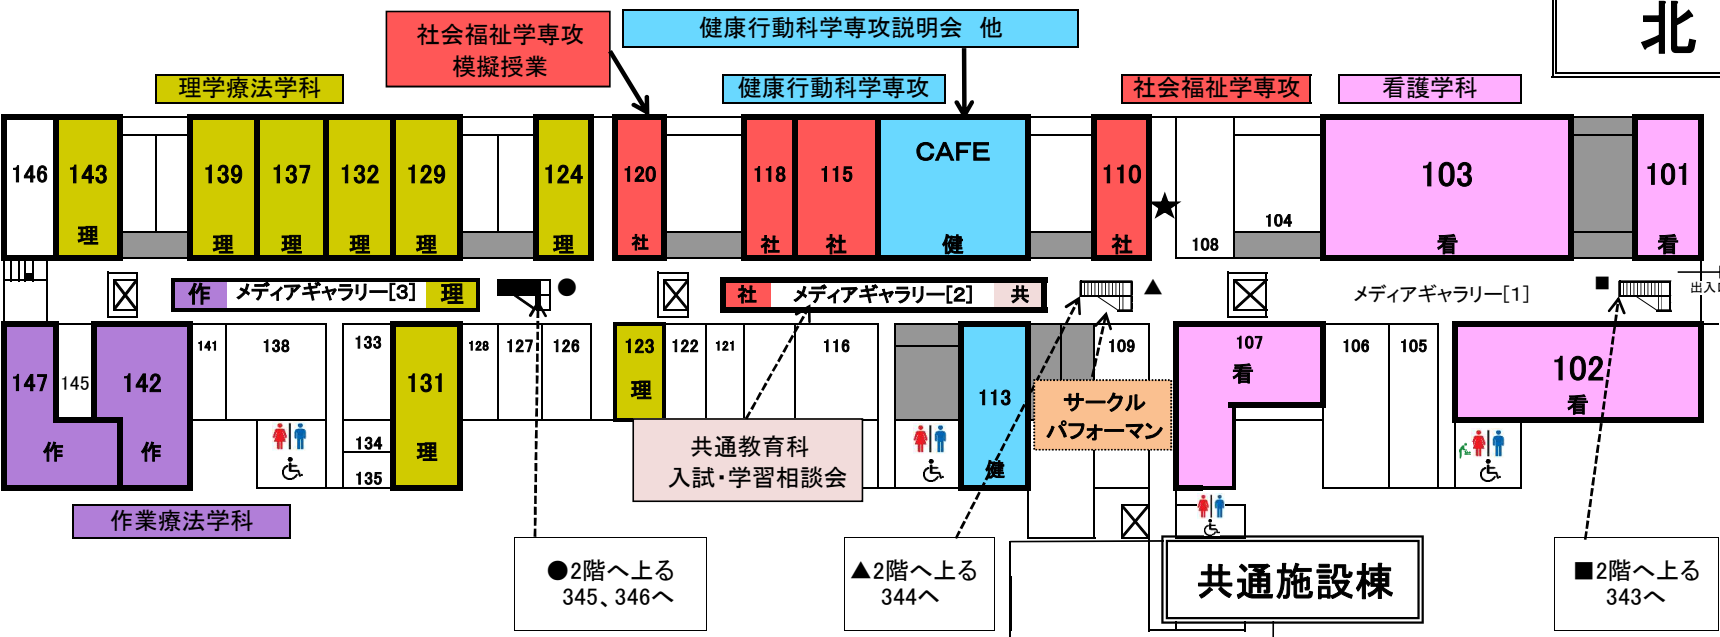 北
社会福祉学専攻
模擬授業
健康行動科学専攻説明会　他
理学療法学科
健康行動科学専攻
社会福祉学専攻
看護学科
146
143
理
139
理
137
理
132
理
129
理
124
理
120
社
118
社
115
社
CAFE
健
110
社
★
108
104
103
看
101
看
作 メディアギャラリー[3] 理
●
社 メディアギャラリー[2] 共
▲
メディアギャラリー[1]
■
147
作
145
142
作
141
138
133
134
135
131
理
128
127
126
123
理
122
121
116
113
健
109
サークル
パフォーマン
107
看
106
105
102
看
共通教育科
入試・学習相談会
作業療法学科
●2階へ上る
345、346へ
▲2階へ上る
344へ
共通施設棟
■2階へ上る
343へ